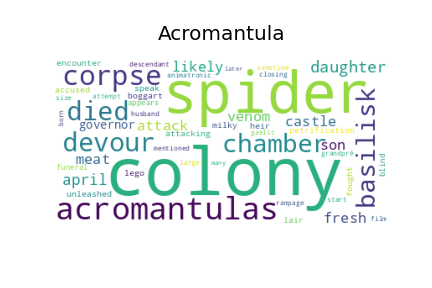 Acromantula
encounter
descendant
sometime
later
closing
daughter
corpse
likely
animatronic
accused
speak
boggart
spider
size
attempt
appears
born
died
husband
milky
venom
heir
castle
governor
attack
gaelic
petrification
basilisk
devour
attacking
chamber
son
meat
mentioned
grandpré
blind
funeral
large
many
fought
april
lego
colony
unleashed
start
acromantulas
rampage
fresh
film
lair